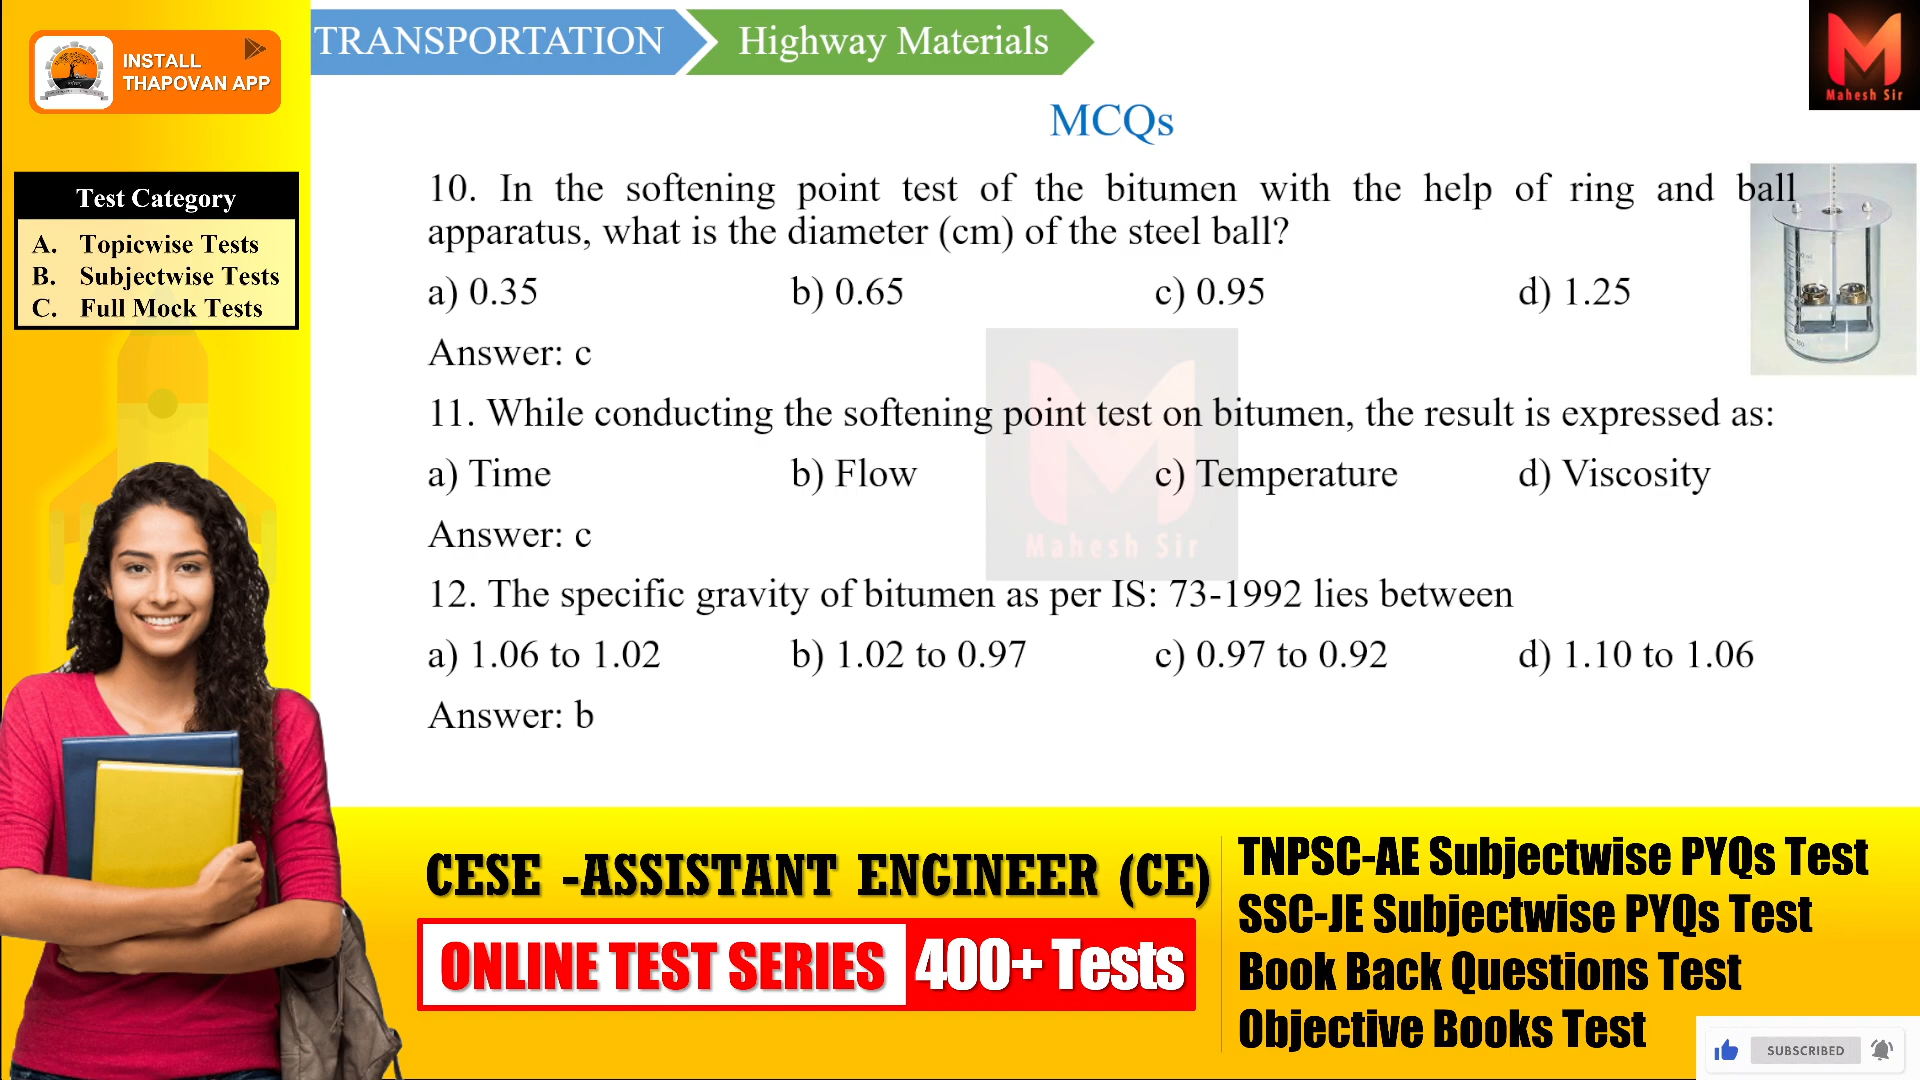 INSTALL
THAPOVAN APP
TRANSPORTATION
Highway Materials
Mahesh Sir
MCQs
Test Category
A. Topicwise Tests
B. Subjectwise Tests
C. Full Mock Tests
10. In the softening point test of the bitumen with the help of ring and ball
apparatus, what is the diameter (cm) of the steel ball?
a) 0.35 b) 0.65 c) 0.95 d) 1.25
Answer: c
11. While conducting the softening point test on bitumen, the result is expressed as:
a) Time b) Flow c) Temperature d) Viscosity
Answer: c
Mahesh Sir
12. The specific gravity of bitumen as per IS: 73-1992 lies between
a) 1.06 to 1.02 b) 1.02 to 0.97 c) 0.97 to 0.92 d) 1.10 to 1.06
Answer: b
CESE -ASSISTANT ENGINEER (CE)
ONLINE TEST SERIES 400+ Tests
TNPSC-AE Subjectwise PYQs Test
SSC-JE Subjectwise PYQs Test
Book Back Questions Test
Objective Books Test
SUBSCRIBED